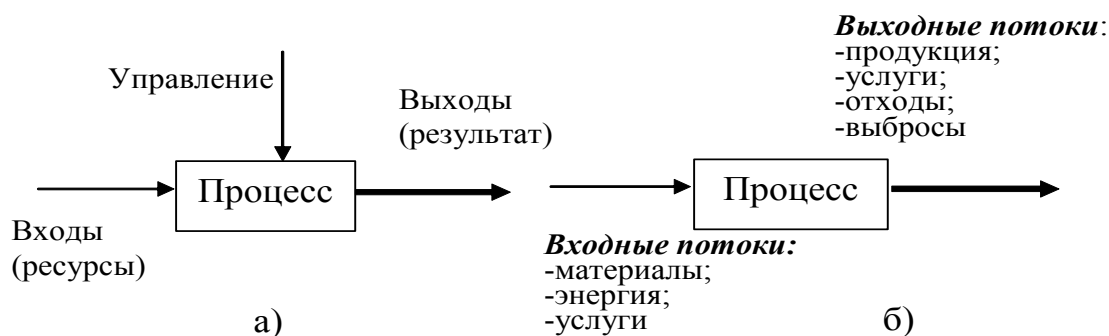 Управление
Выходы
(результат)
Процесс
Входы
(ресурсы)
а)
Выходные потоки:
-продукция;
-услуги;
-отходы;
-выбросы
Процесс
Входные потоки:
-материалы;
-энергия;
-услуги
б)